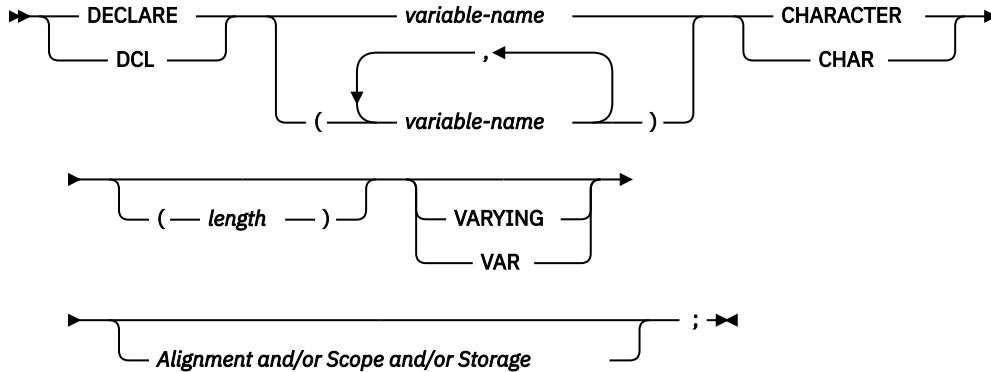 DECLARE variable-name CHARACTER
DCL , CHAR
( variable-name )
( length ) VARYING
VAR
;
Alignment and/or Scope and/or Storage